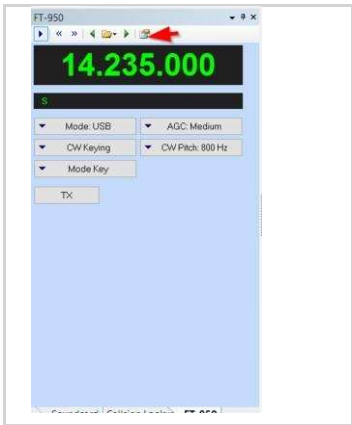 FT-950
14.235.000
S
Mode: USB AGC: Medium
CW Keying CW Pitch: 800 Hz
Mode Key
TX
FT-950